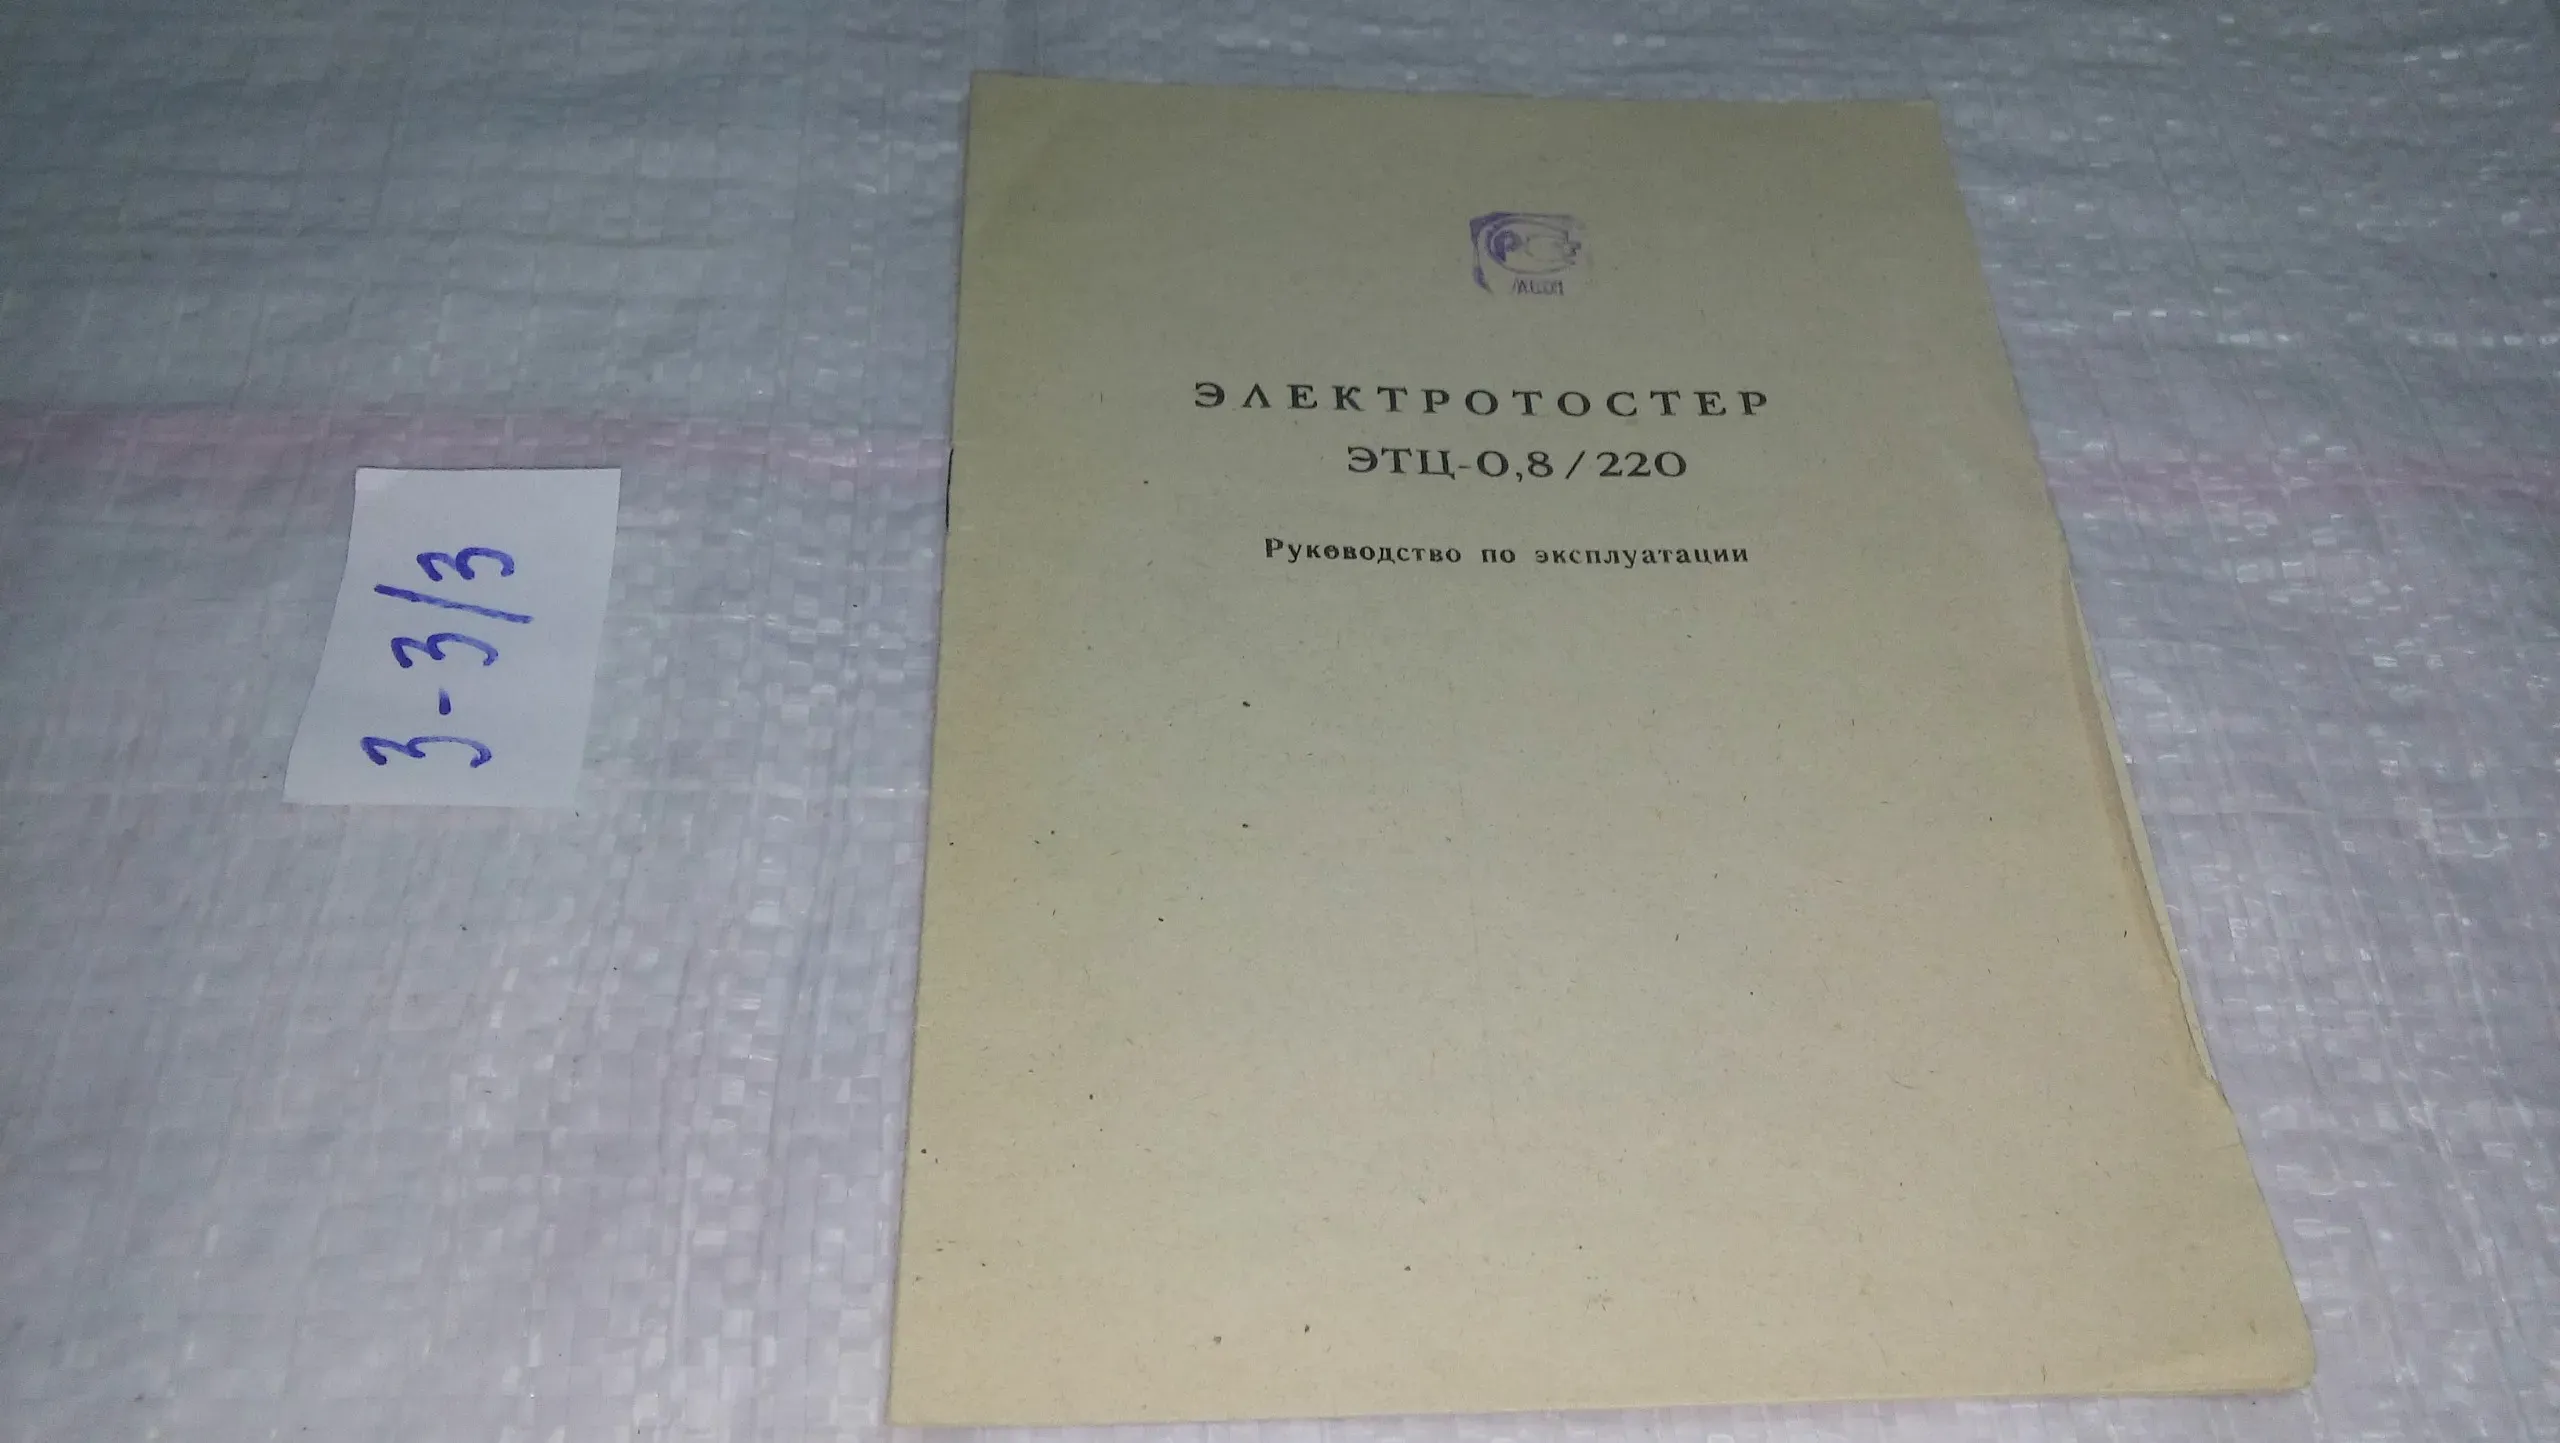 3-3/3
ЭЛЕКТРОТОСТЕР
ЭТЦ-0,8/220
Руководство по эксплуатации